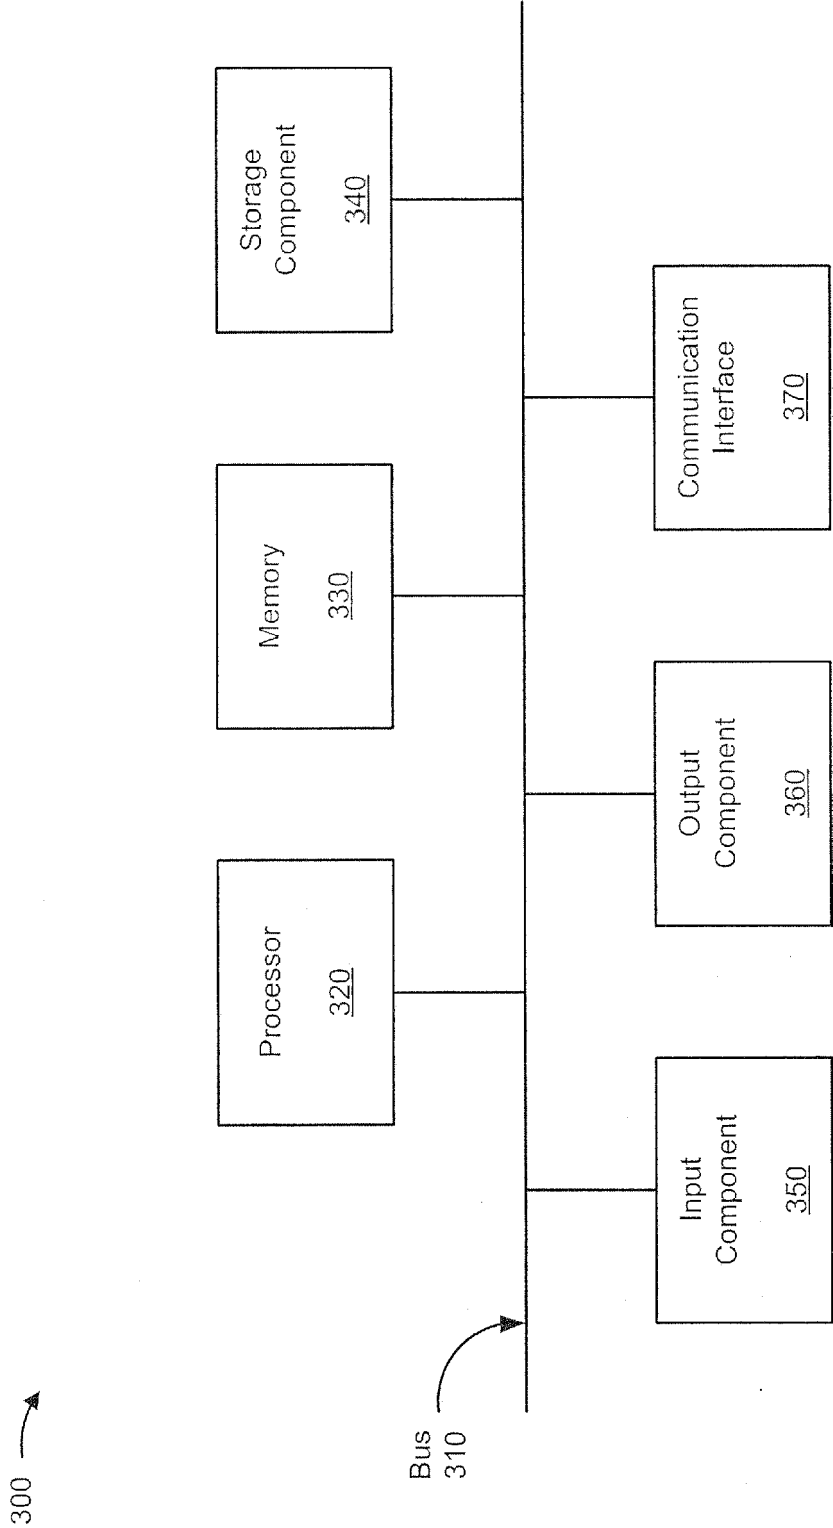 300
Processor
320
Memory
330
Storage
Component
340
Bus
310
Input
Component
350
Output
Component
360
Communication
Interface
370